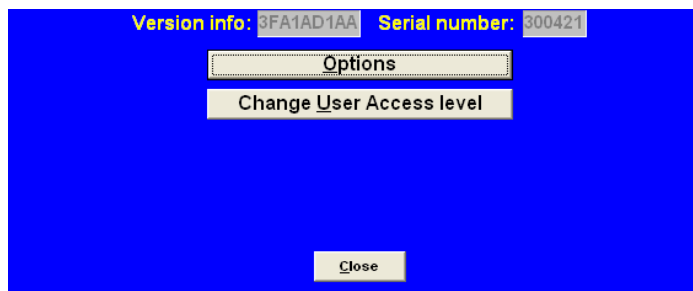 Version info: 3FA1AD1AA Serial number: 300421
Options
Change User Access level
Close